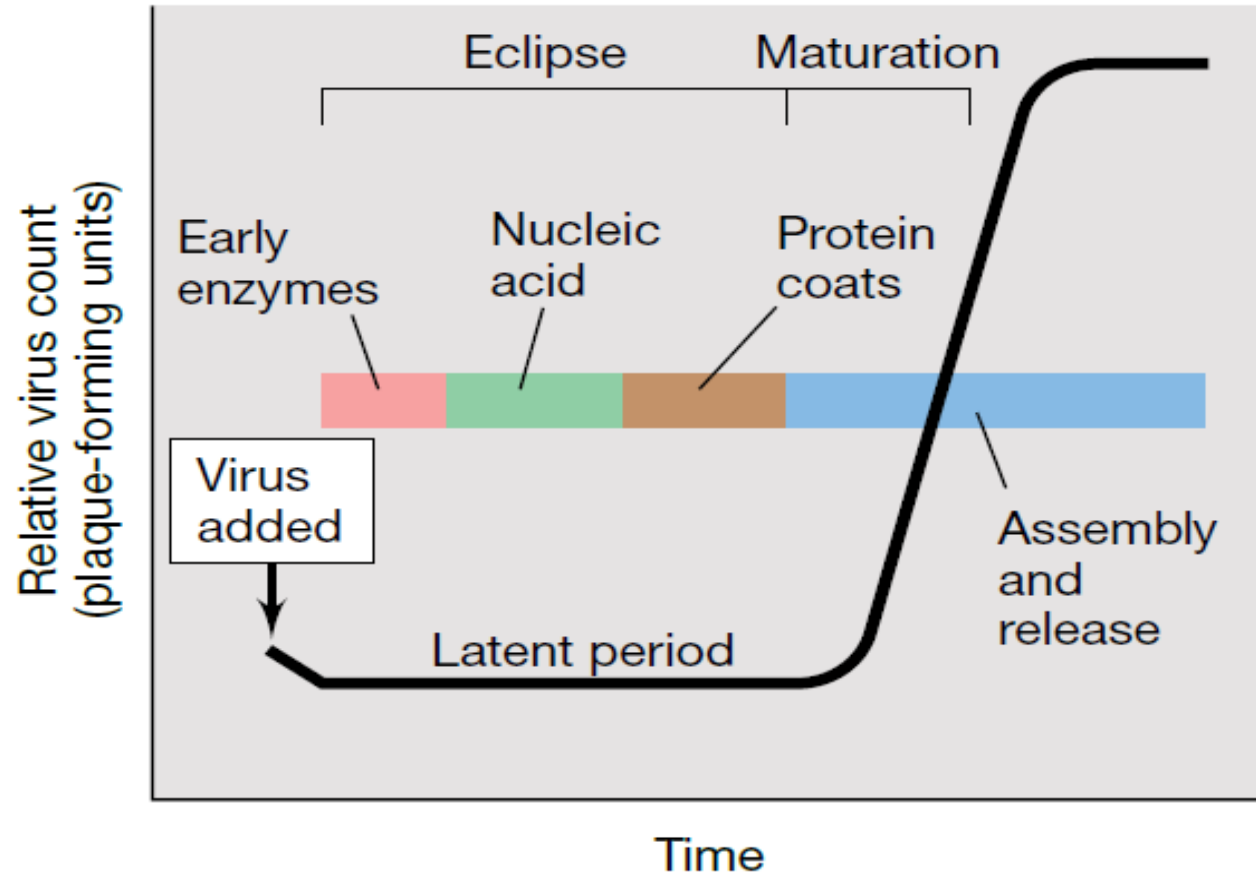 Eclipse
Maturation
Early
enzymes
Nucleic
acid
Protein
coats
Virus
added
Assembly
and
release
Latent period
Relative virus count
(plaque-forming units)
Time